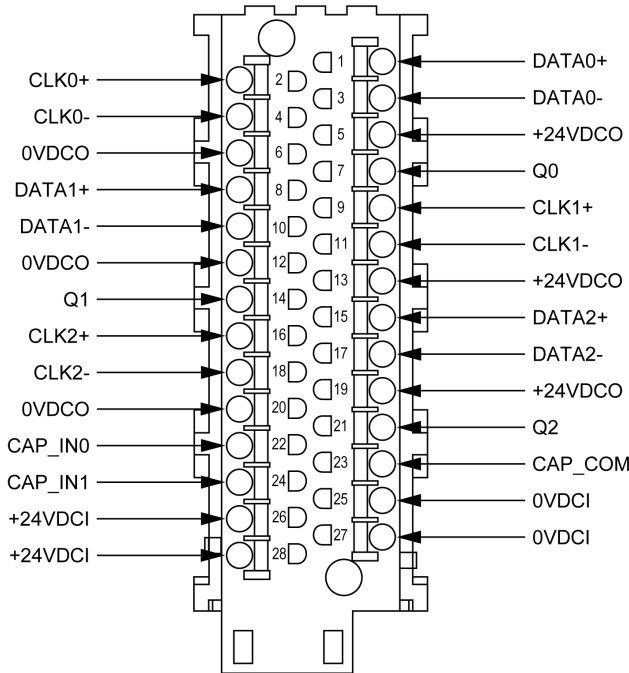 1 DATA0+
CLK0+ 2
3 DATA0-
CLK0- 4
5 +24VDCO
0VDCO 6
7 Q0
DATA1+ 8
9 CLK1+
DATA1- 10
11 CLK1-
0VDCO 12
13 +24VDCO
Q1 14
15 DATA2+
CLK2+ 16
17 DATA2-
CLK2- 18
19 +24VDCO
0VDCO 20
21 Q2
CAP_IN0 22
23 CAP_COM
CAP_IN1 24
25 0VDCI
+24VDCI 26
27 0VDCI
+24VDCI 28